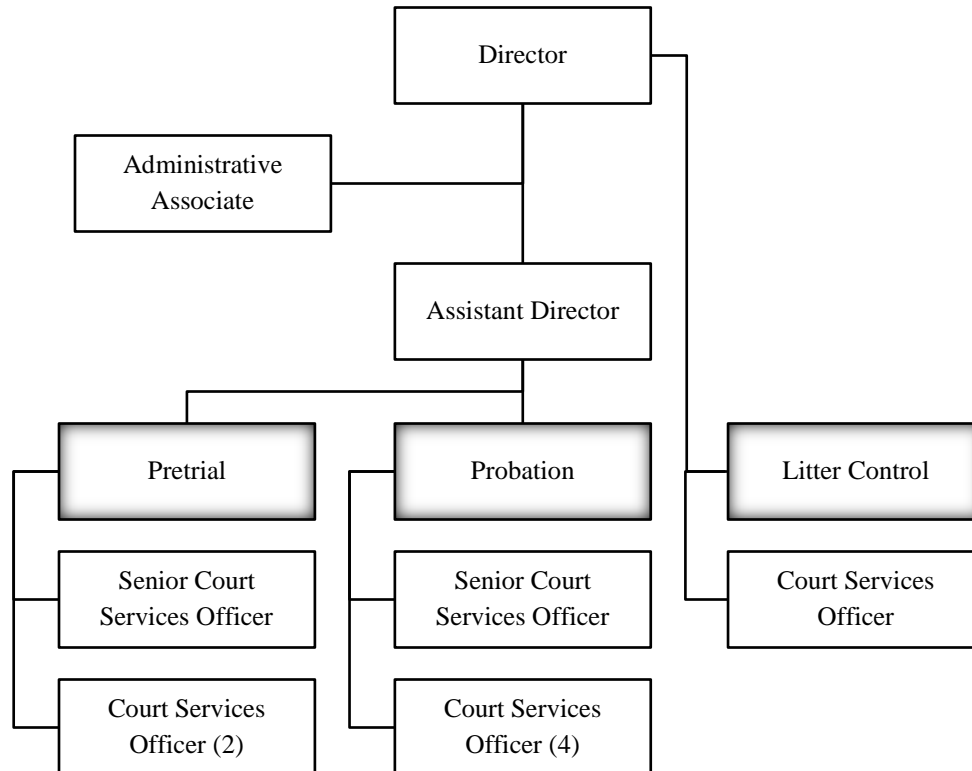 Director
Administrative
Associate
Assistant Director
Pretrial
Probation
Litter Control
Senior Court
Services Officer
Senior Court
Services Officer
Court Services
Officer
Court Services
Officer (2)
Court Services
Officer (4)